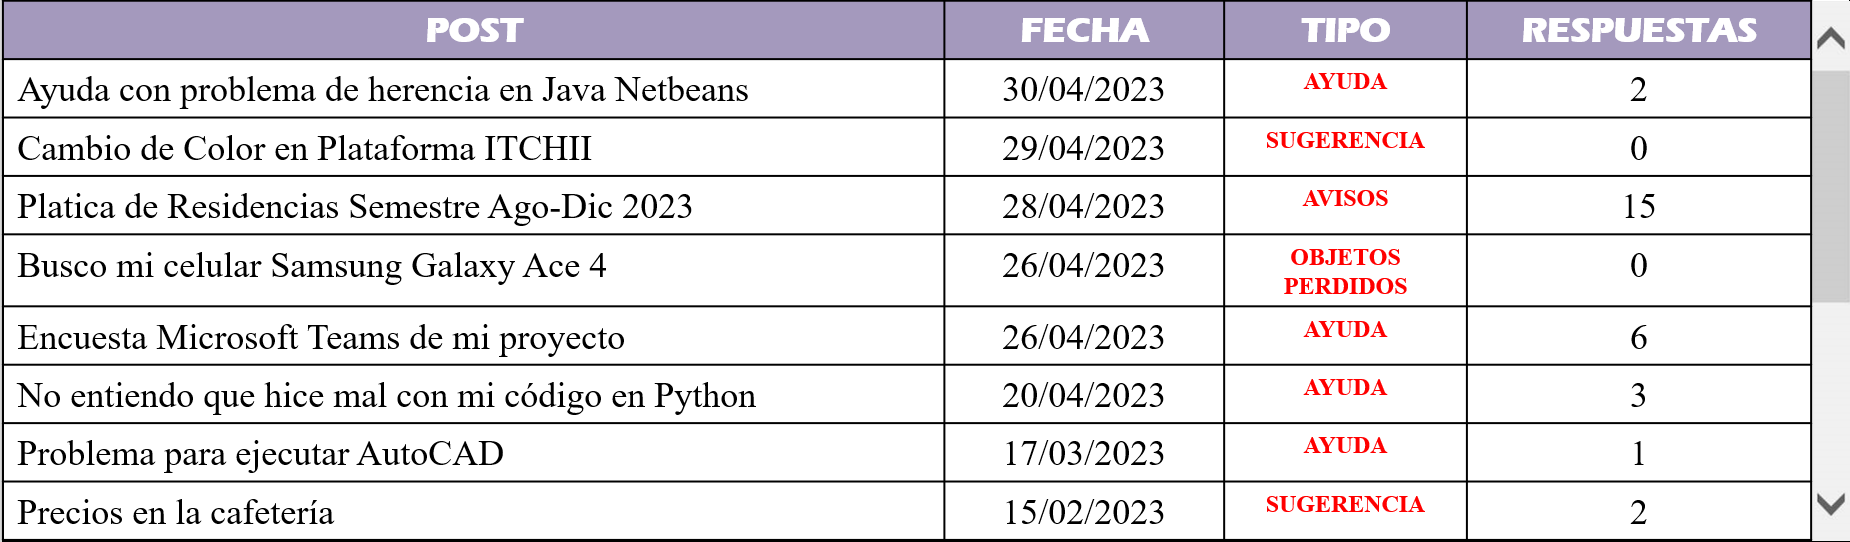 POST FECHA TIPO RESPUESTAS
Ayuda con problema de herencia en Java Netbeans 30/04/2023 AYUDA 2
Cambio de Color en Plataforma ITCHII 29/04/2023 SUGERENCIA 0
Platica de Residencias Semestre Ago-Dic 2023 28/04/2023 AVISOS 15
Busco mi celular Samsung Galaxy Ace 4 26/04/2023 OBJETOS 0
PERDIDOS
Encuesta Microsoft Teams de mi proyecto 26/04/2023 AYUDA 6
No entiendo que hice mal con mi código en Python 20/04/2023 AYUDA 3
Problema para ejecutar AutoCAD 17/03/2023 AYUDA 1
Precios en la cafetería 15/02/2023 SUGERENCIA 2